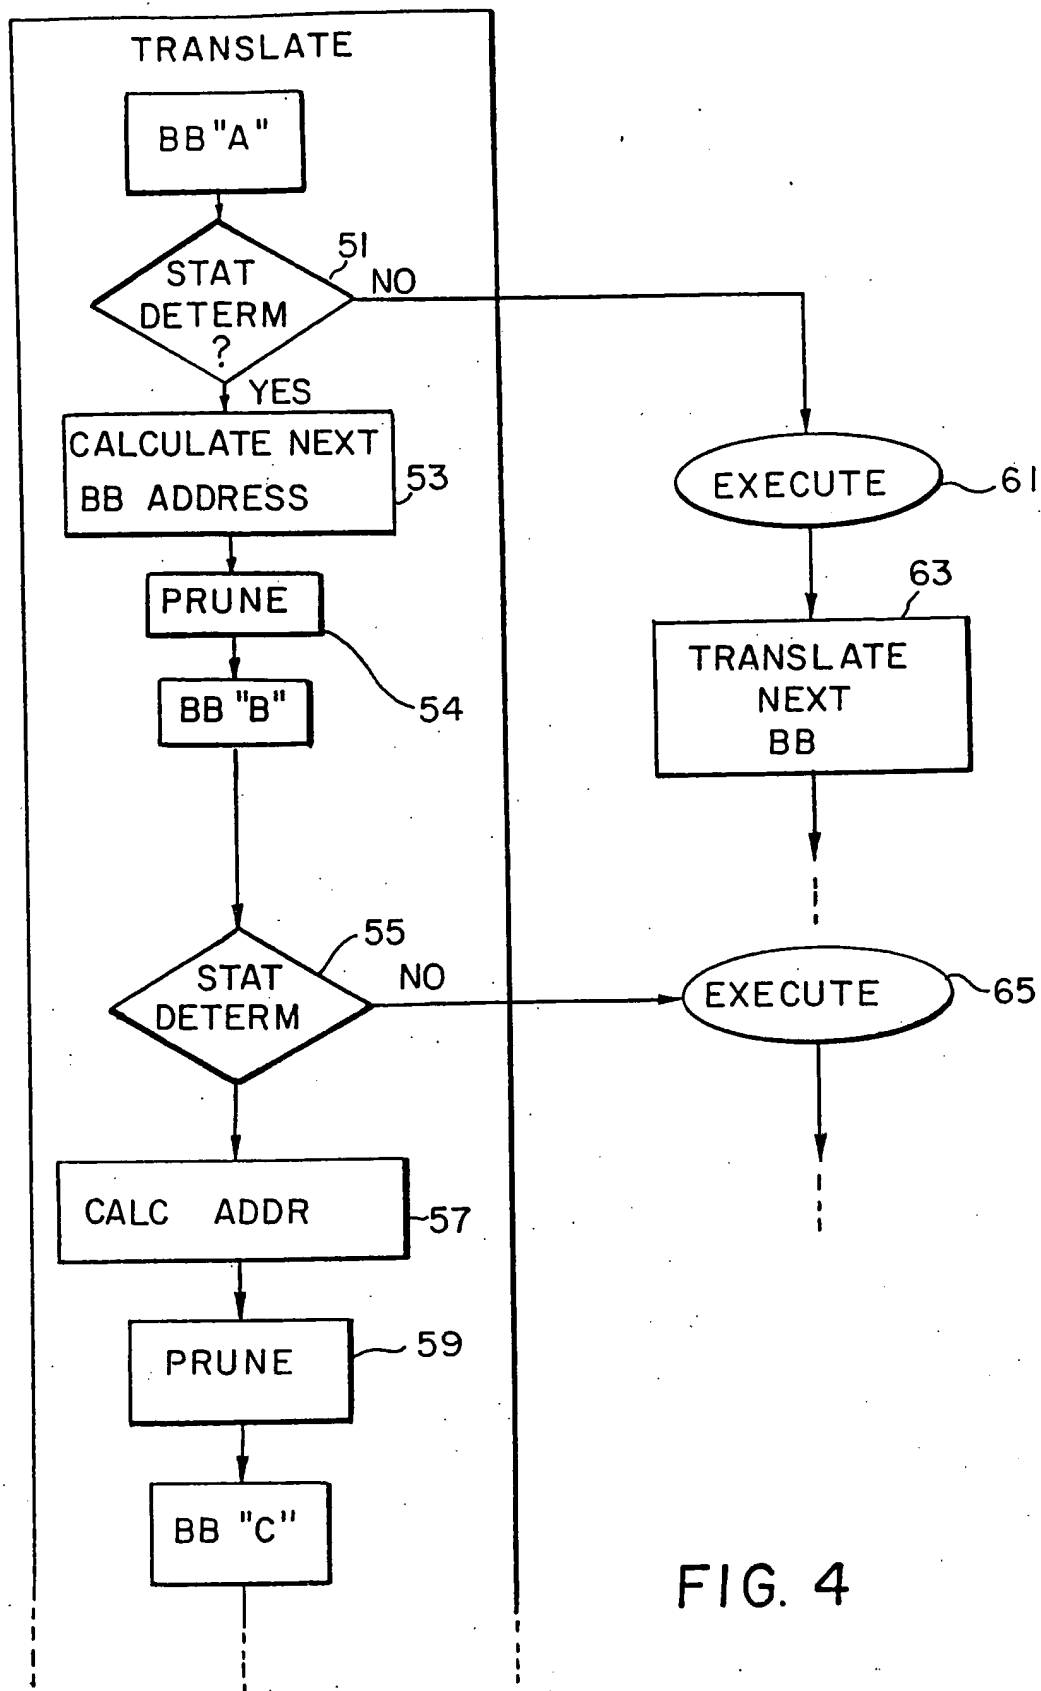 TRANSLATE
BB "A"
51
STAT
DETERM
?
NO
YES
CALCULATE NEXT
BB ADDRESS
53
EXECUTE
61
PRUNE
54
63
TRANSLATE
NEXT
BB
BB "B"
55
STAT
DETERM
NO
EXECUTE
65
CALC ADDR
57
PRUNE
59
BB "C"
FIG. 4